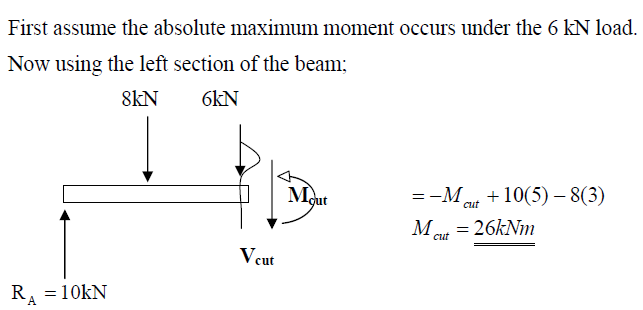 First assume the absolute maximum moment occurs under the 6 kN load.
Now using the left section of the beam;
8kN 6kN
M_cut
= −M_cut + 10(5) − 8(3)
M_cut = 26kNm
V_cut
R_A = 10kN